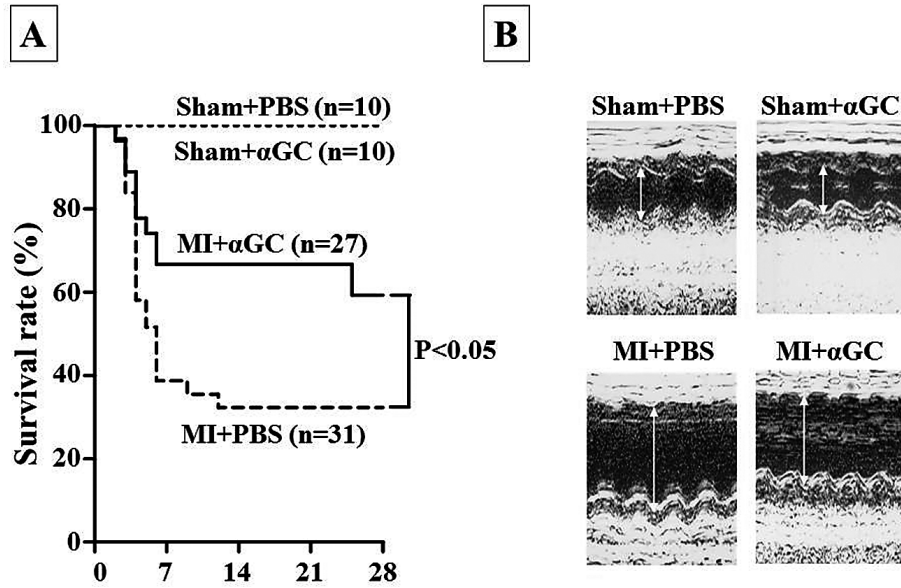 A
B
Sham+PBS (n=10)
Sham+αGC (n=10)
MI+αGC (n=27)
MI+PBS (n=31)
P<0.05
Survival rate (%)
100
80
60
40
20
0
0 7 14 21 28
Sham+PBS Sham+αGC
MI+PBS MI+αGC